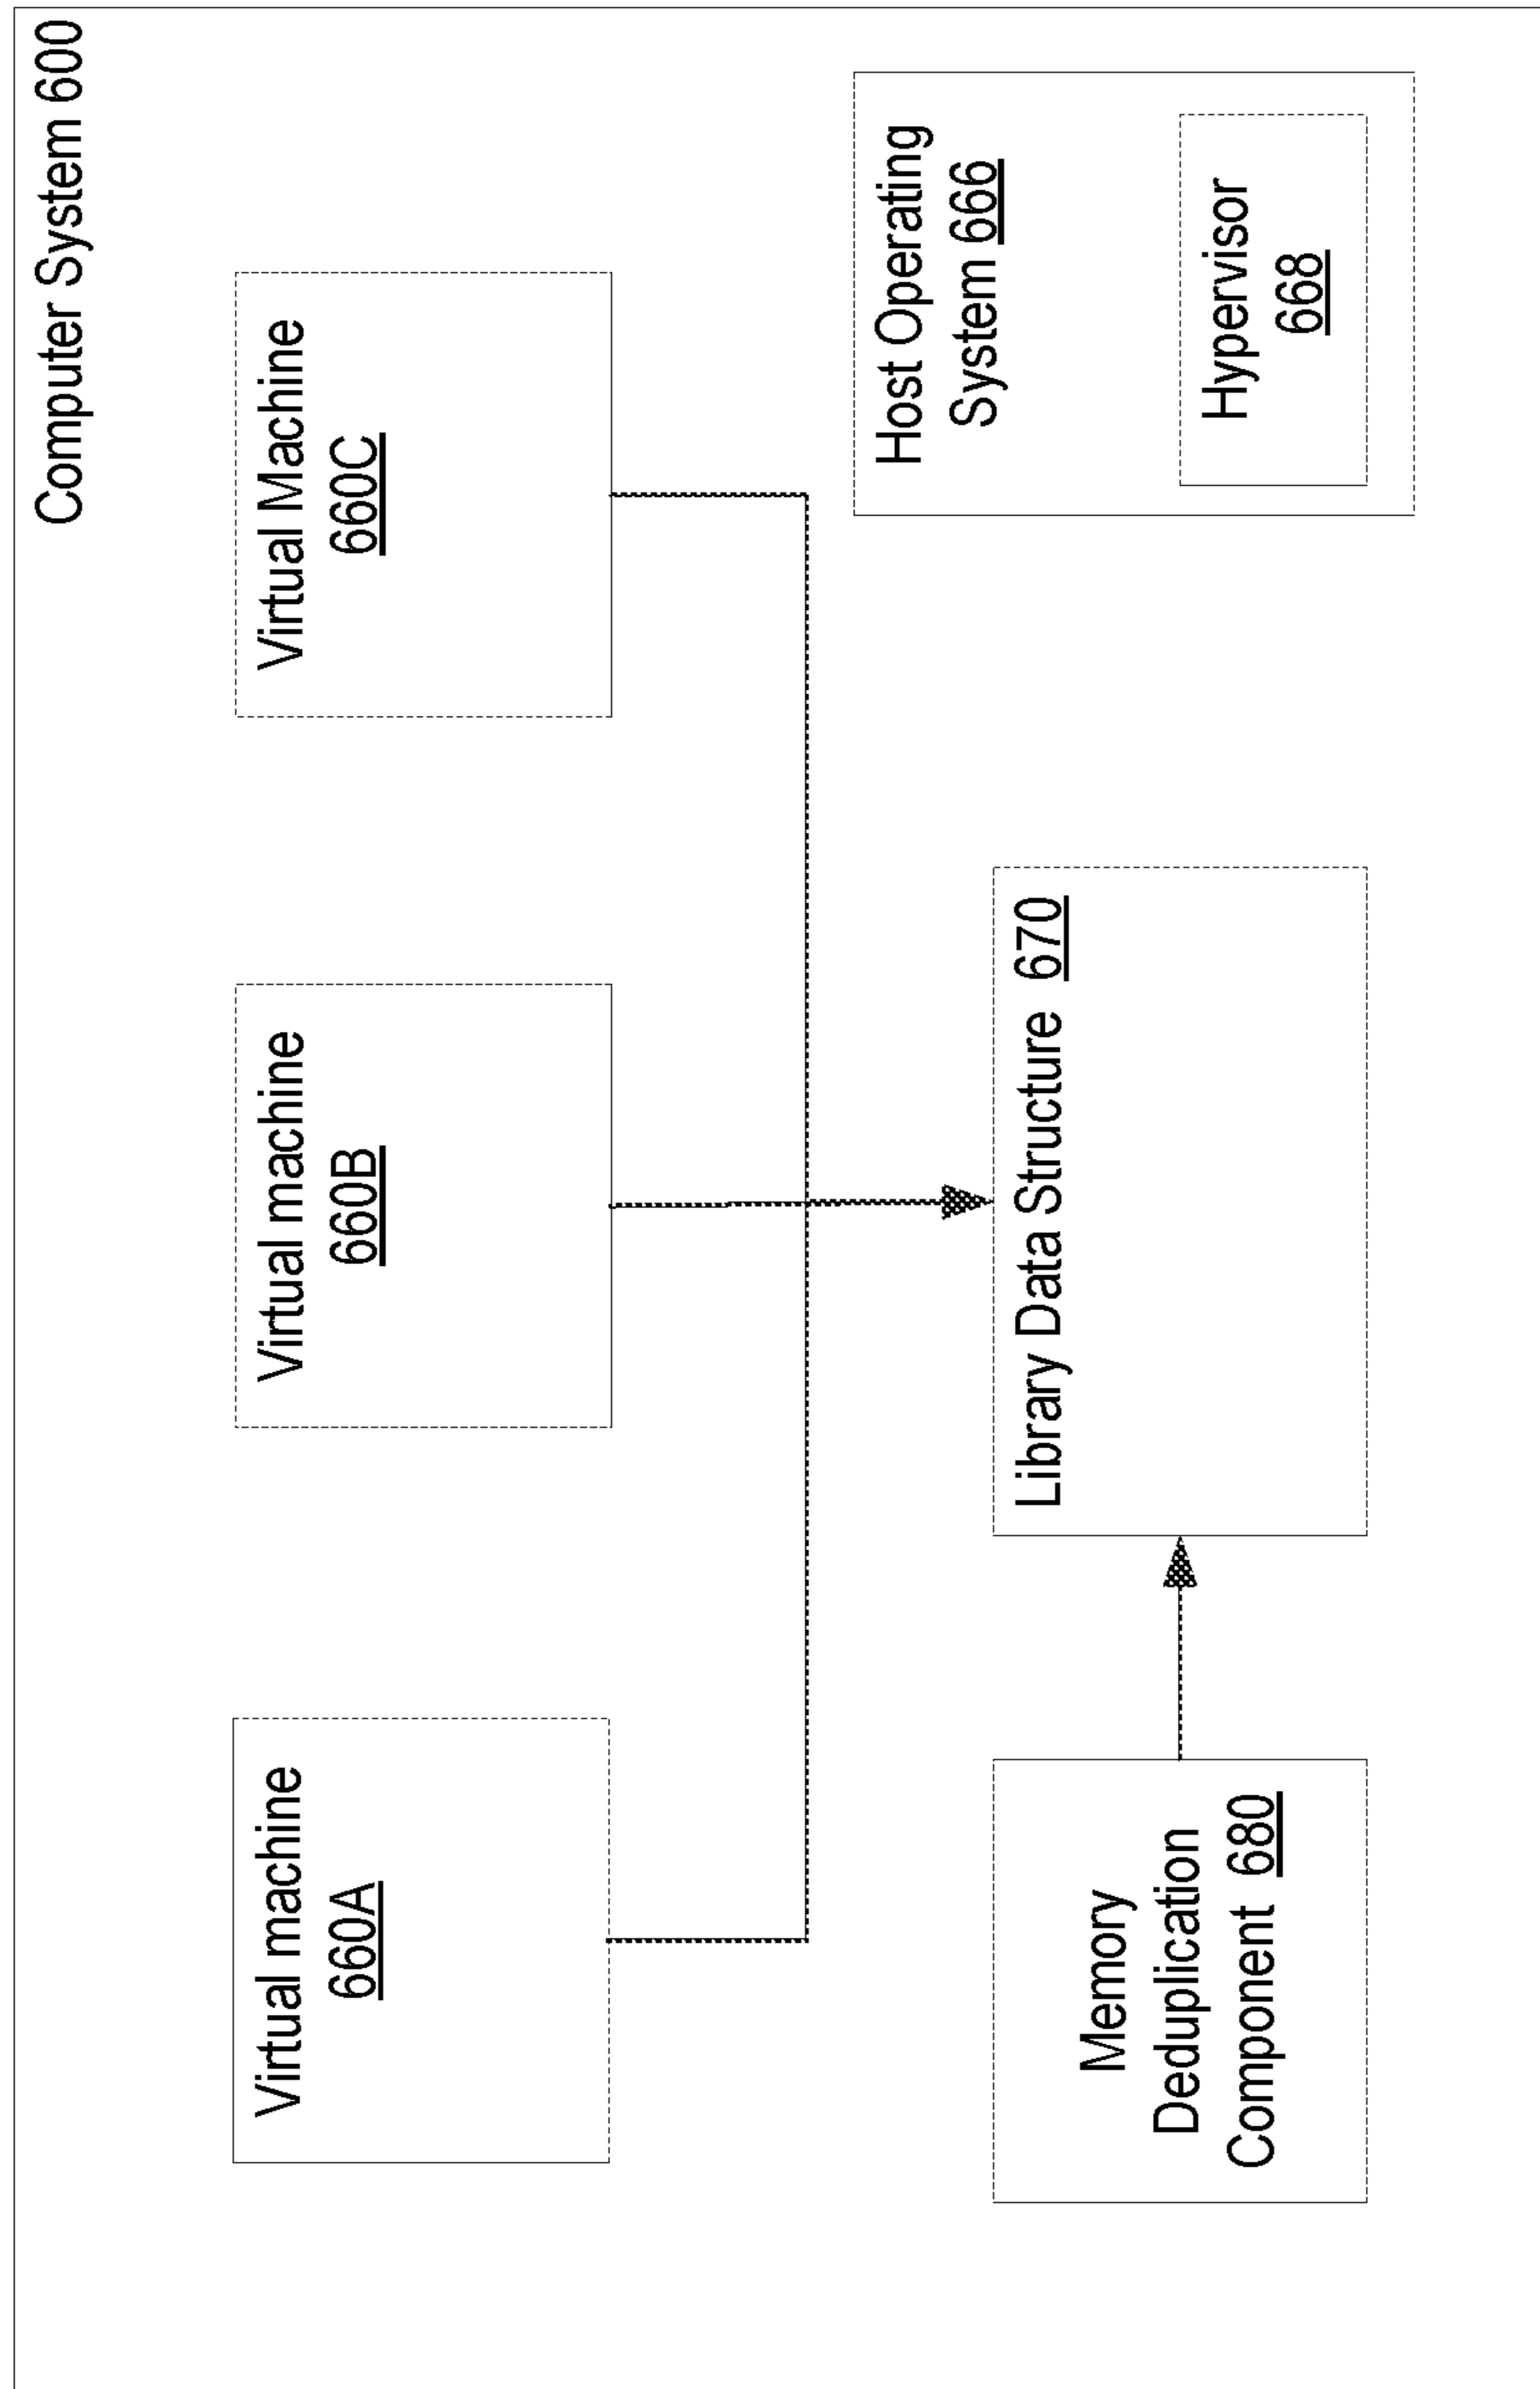 Computer System 600
Virtual machine
660A
Virtual machine
660B
Virtual Machine
660C
Memory
Deduplication
Component 680
Library Data Structure 670
Host Operating
System 666
Hypervisor
668